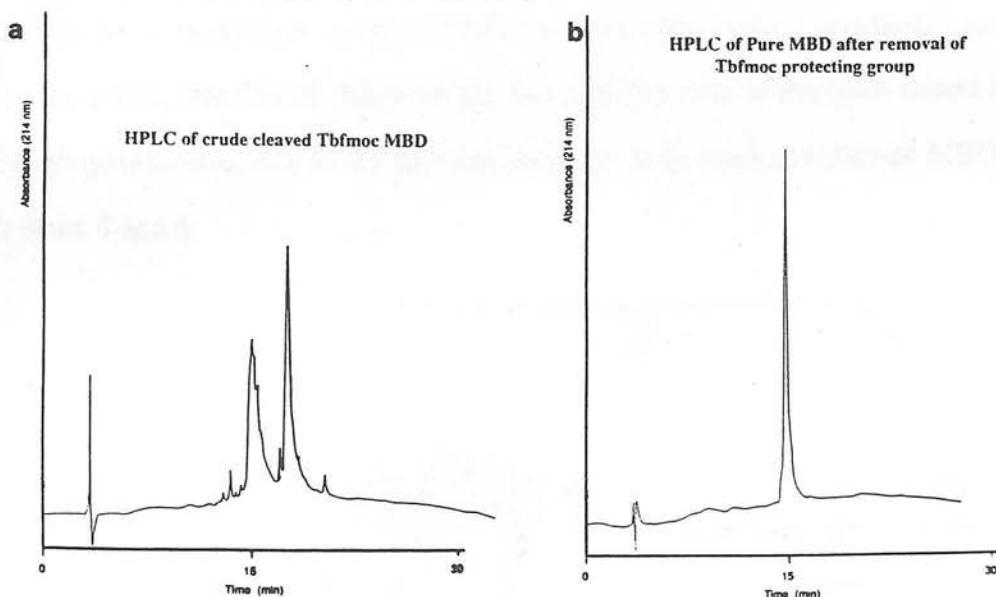 a
HPLC of crude cleaved Tbfmoc MBD
Absorbance (214 nm)
0
15
30
Time (min)
b
HPLC of Pure MBD after removal of
Tbfmoc protecting group
Absorbance (214 nm)
0
15
30
Time (min)